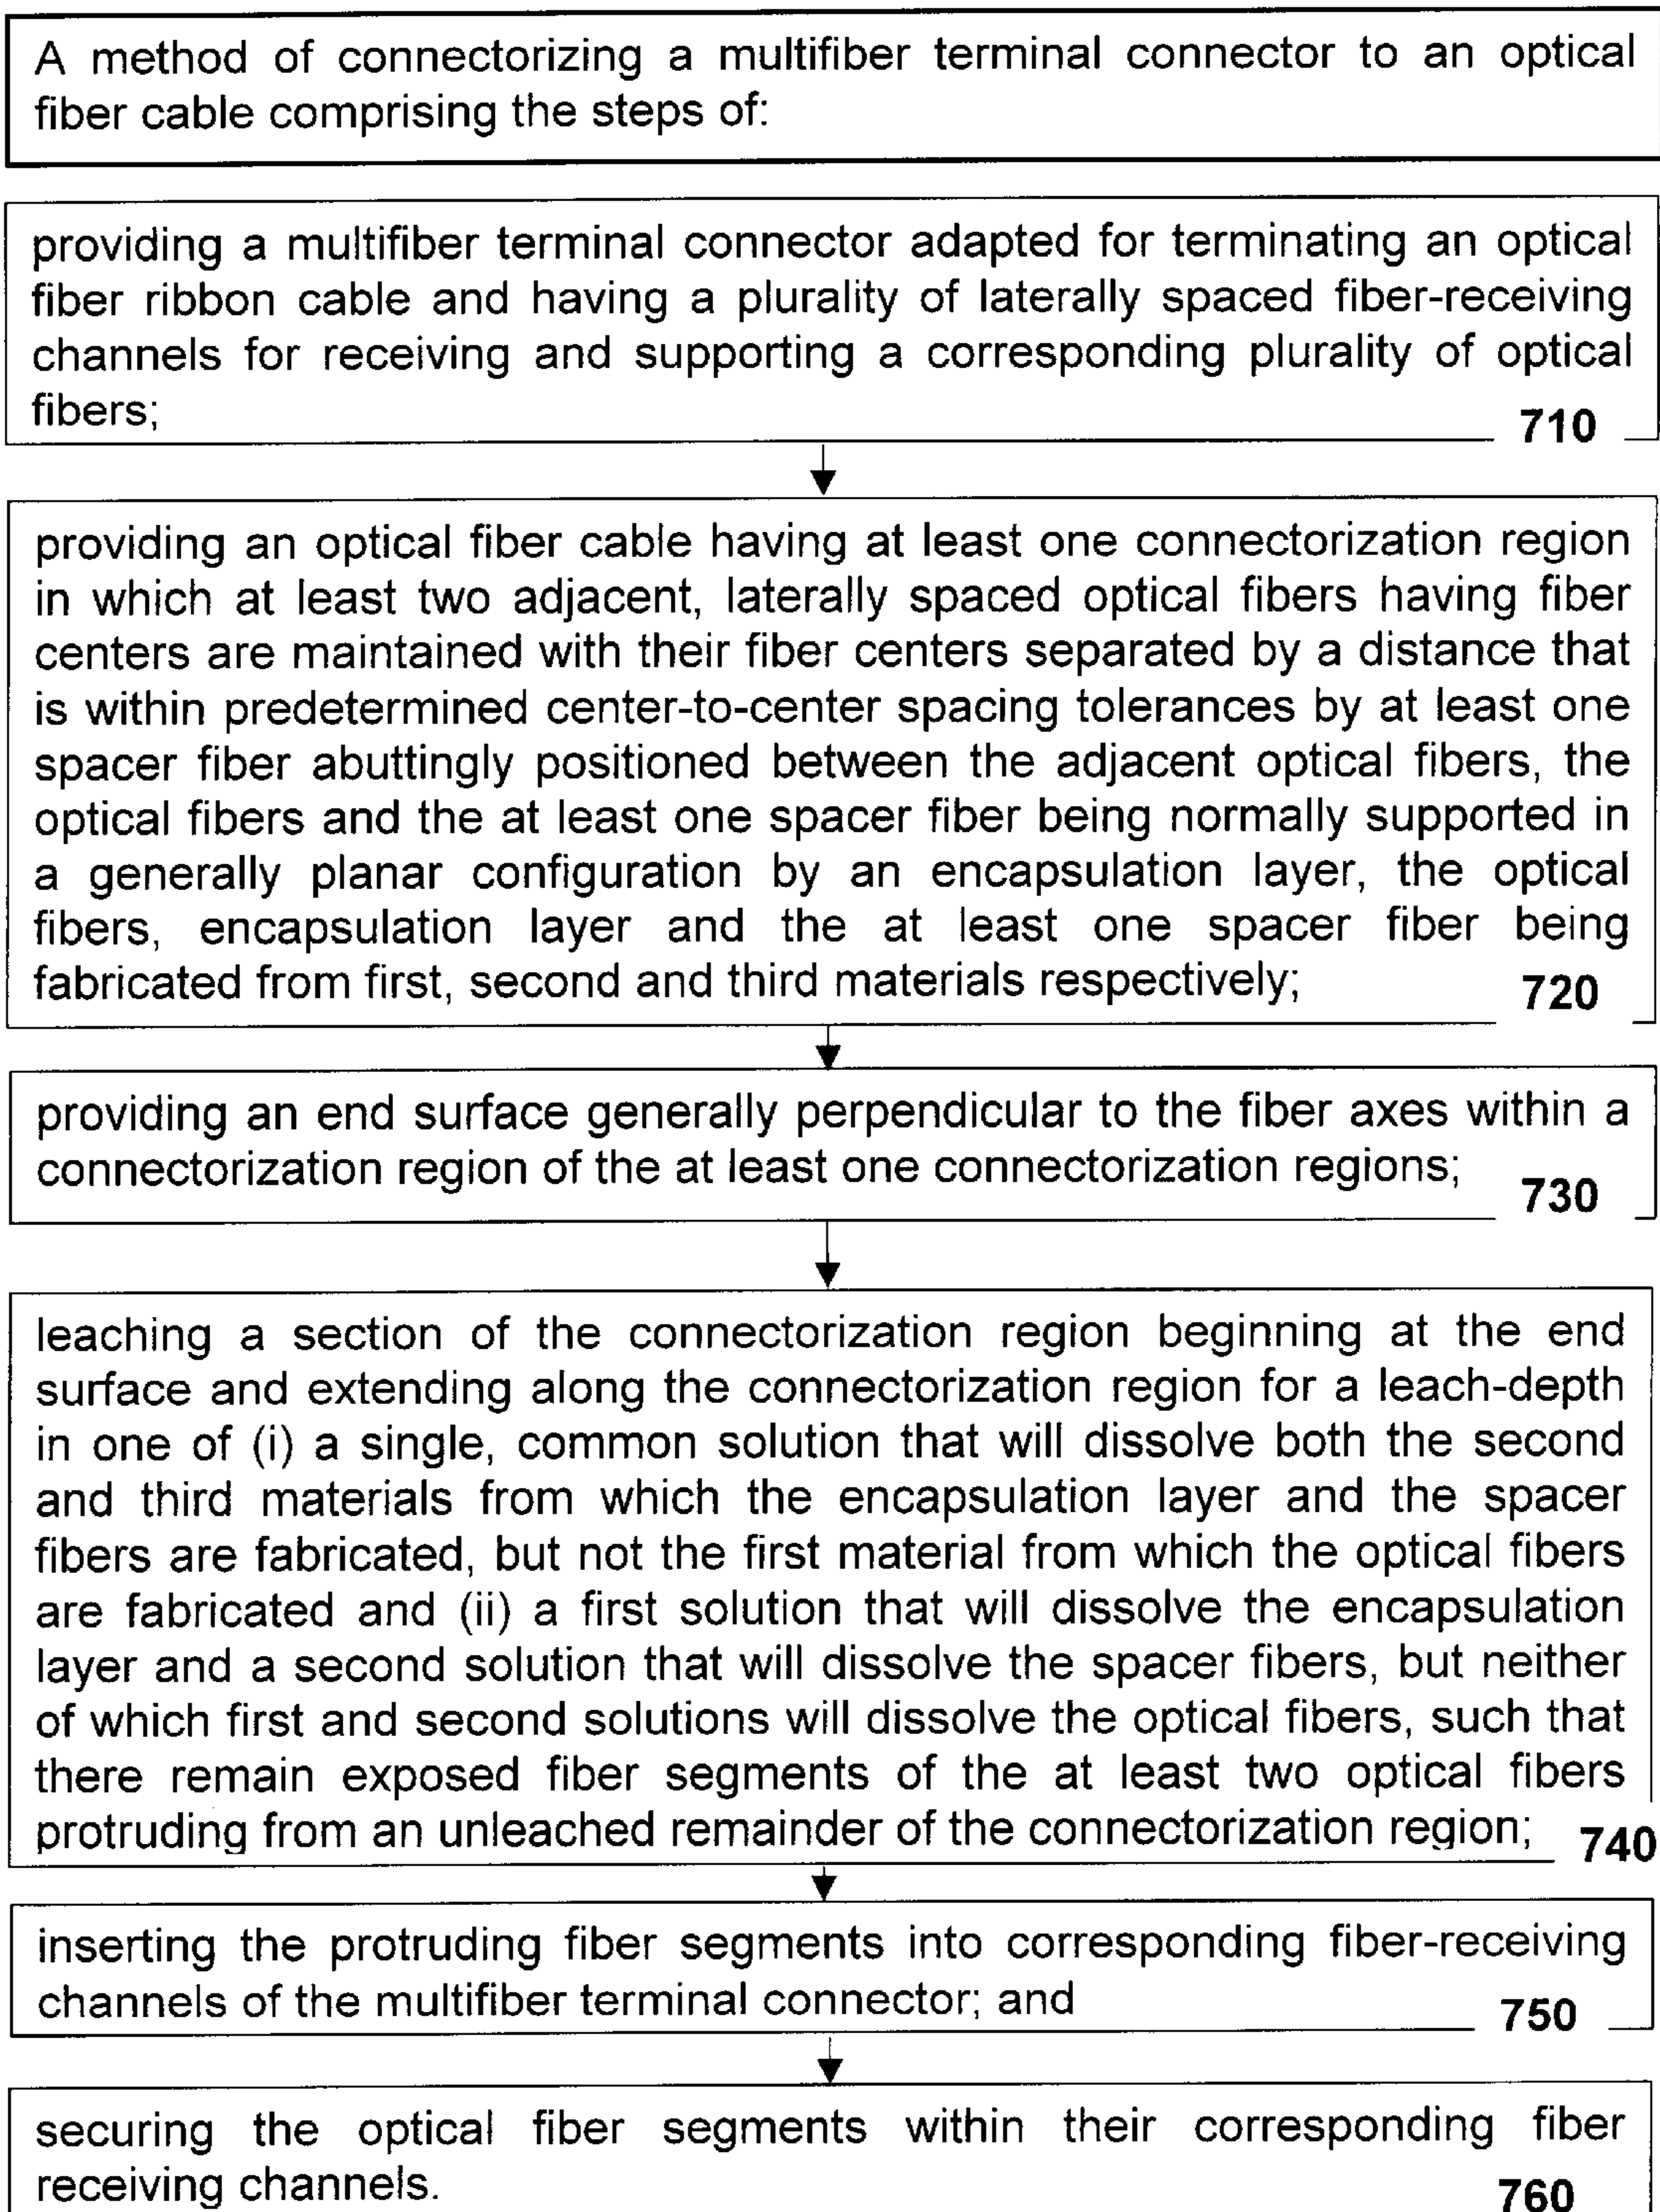 A method of connectorizing a multifiber terminal connector to an optical
fiber cable comprising the steps of:
providing a multifiber terminal connector adapted for terminating an optical
fiber ribbon cable and having a plurality of laterally spaced fiber-receiving
channels for receiving and supporting a corresponding plurality of optical
fibers;
710
providing an optical fiber cable having at least one connectorization region
in which at least two adjacent, laterally spaced optical fibers having fiber
centers are maintained with their fiber centers separated by a distance that
is within predetermined center-to-center spacing tolerances by at least one
spacer fiber abuttingly positioned between the adjacent optical fibers, the
optical fibers and the at least one spacer fiber being normally supported in
a generally planar configuration by an encapsulation layer, the optical
fibers, encapsulation layer and the at least one spacer fiber being
fabricated from first, second and third materials respectively;
720
providing an end surface generally perpendicular to the fiber axes within a
connectorization region of the at least one connectorization regions;
730
leaching a section of the connectorization region beginning at the end
surface and extending along the connectorization region for a leach-depth
in one of (i) a single, common solution that will dissolve both the second
and third materials from which the encapsulation layer and the spacer
fibers are fabricated, but not the first material from which the optical fibers
are fabricated and (ii) a first solution that will dissolve the encapsulation
layer and a second solution that will dissolve the spacer fibers, but neither
of which first and second solutions will dissolve the optical fibers, such that
there remain exposed fiber segments of the at least two optical fibers
protruding from an unleached remainder of the connectorization region;
740
inserting the protruding fiber segments into corresponding fiber-receiving
channels of the multifiber terminal connector; and
750
securing the optical fiber segments within their corresponding fiber
receiving channels.
760